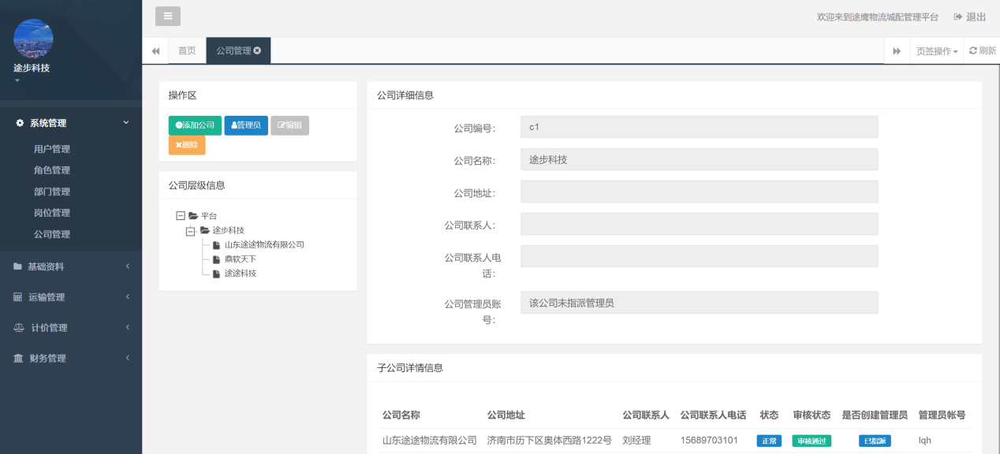 途步科技
系统管理
用户管理
角色管理
部门管理
岗位管理
公司管理
基础资料
运输管理
计价管理
财务管理
欢迎来到途鹰物流城配管理平台 退出
首页 公司管理 页签操作 刷新
操作区
添加公司 管理员 编辑
删除
公司层级信息
平台
途步科技
山东途途物流有限公司
鼎软天下
途途科技
公司详细信息
公司编号： c1
公司名称： 途步科技
公司地址：
公司联系人：
公司联系人电
话：
公司管理员账 该公司未指派管理员
号：
子公司详情信息
公司名称 公司地址 公司联系人 公司联系人电话 状态 审核状态 是否创建管理员 管理员帐号
山东途途物流有限公司 济南市历下区奥体西路1222号 刘经理 15689703101 正常 审核通过 已指派 lqh